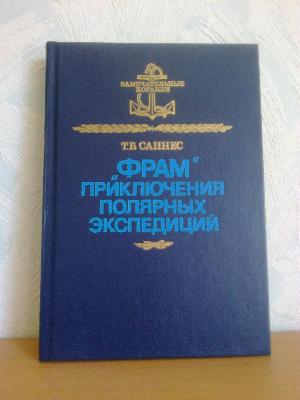 ЗАМЕЧАТЕЛЬНЫЕ
КОРАБЛИ
Т.Б САННЕС
„ФРАМ“
ПРИКЛЮЧЕНИЯ
ПОЛЯРНЫХ
ЭКСПЕДИЦИЙ